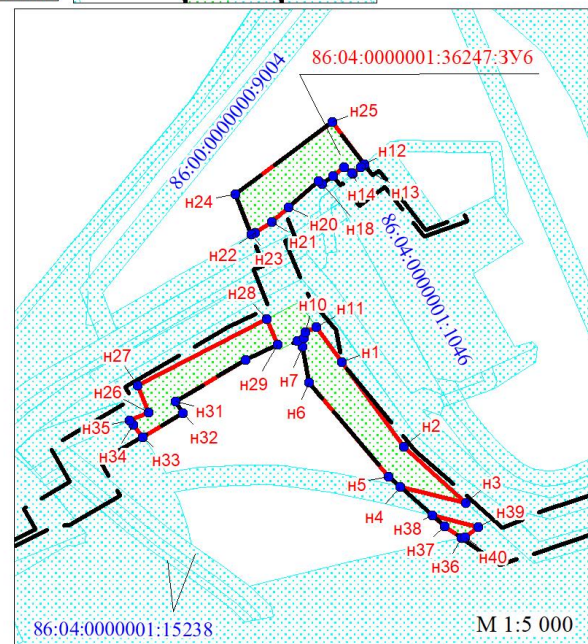 86:04:0000001:36247:ЗУ6
86:00:0000000:9004
н25
н12
н24
н14
н13
н20
н18
н21
н22
н23
86:04:0000001:1046
н28
н10
н11
н27
н29
н7
н1
н26
н6
н31
н35
н32
н2
н34
н33
н5
н3
н4
н39
н38
н37
н40
н36
86:04:0000001:15238
М 1:5 000